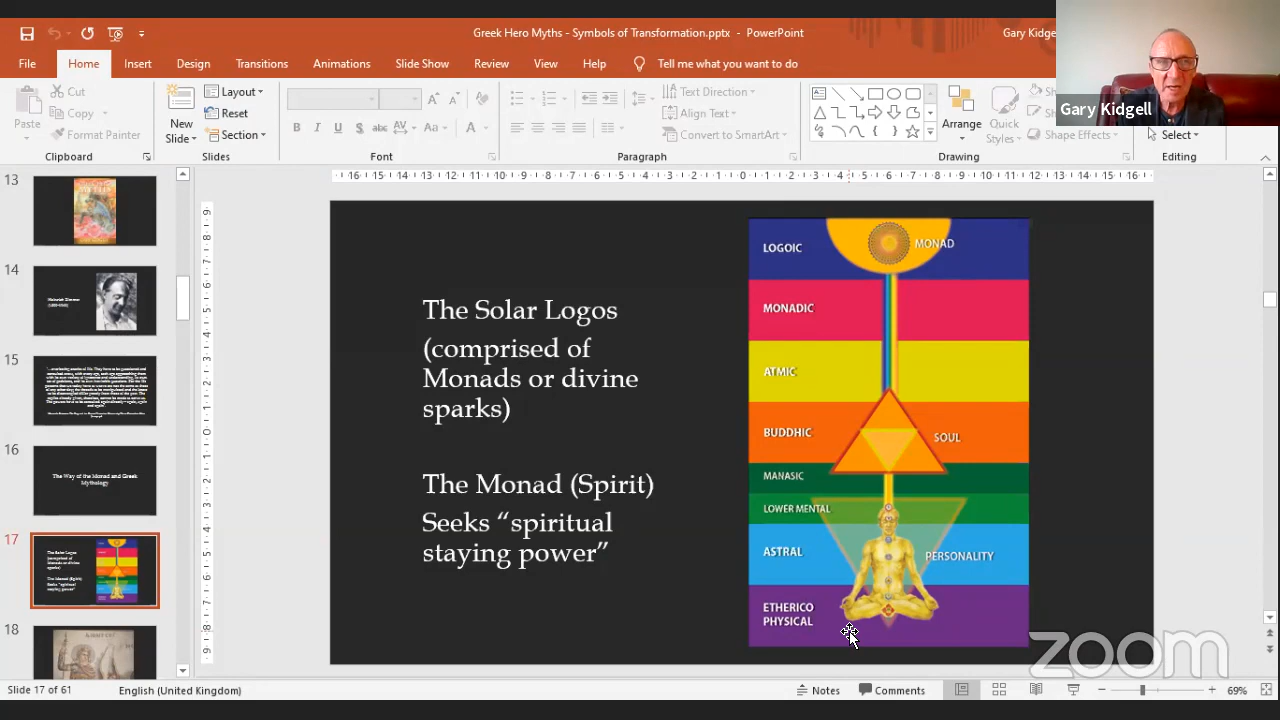 Greek Hero Myths - Symbols of Transformation.pptx - PowerPoint
Gary Kidgell
File Home Insert Design Transitions Animations Slide Show Review View Help Tell me what you want to do
Paste
Cut
Copy
Format Painter
Clipboard
New Slide
Layout
Reset
Section
Slides
Font
Paragraph
Text Direction
Align Text
Convert to SmartArt
Arrange
Quick Styles
Shape Effects
Drawing
Select
Editing
Gary Kidgell
13
14
15
16
The Way of the Monad and Greek
Mythology
17
18
The Solar Logos
(comprised of
Monads or divine
sparks)
The Monad (Spirit)
Seeks “spiritual
staying power”
LOGOIC
MONAD
MONADIC
ATMIC
BUDDHIC
SOUL
MANASIC
LOWER MENTAL
ASTRAL
PERSONALITY
ETHERICO
PHYSICAL
zoom
Slide 17 of 61
English (United Kingdom)
Notes
Comments
69%